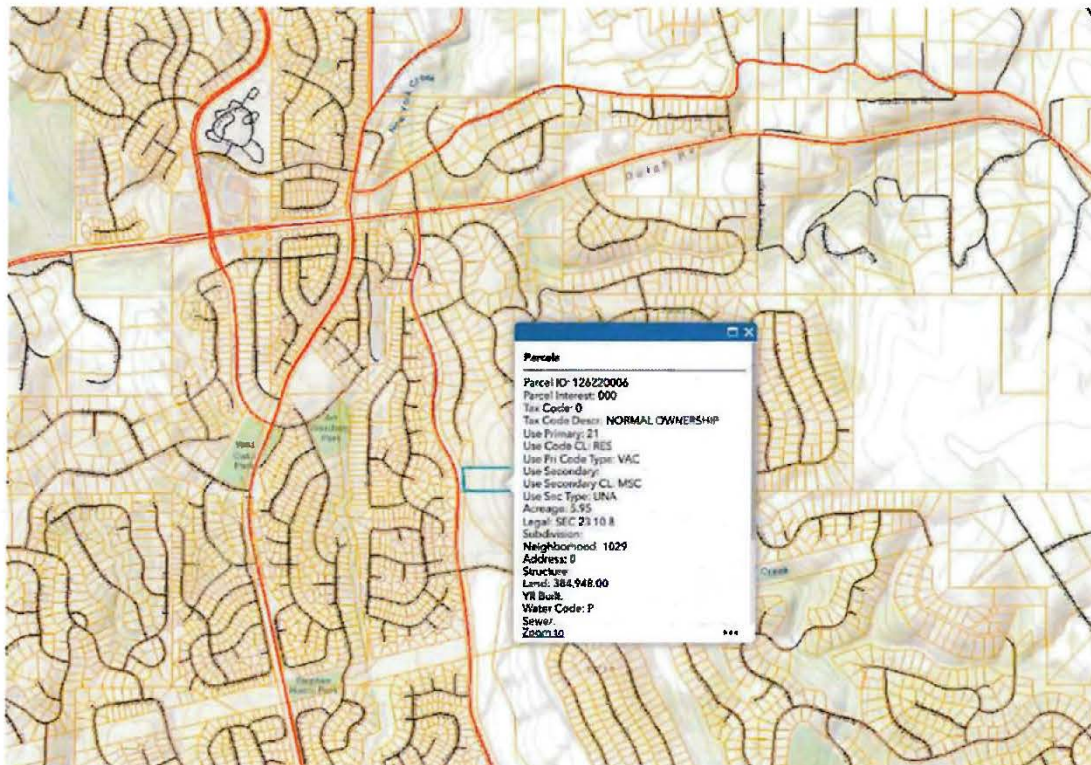 Dutch Ra
Parcels
Parcel ID: 126220006
Parcel Interest: 000
Tax Code: 0
Tax Code Descr: NORMAL OWNERSHIP
Use Primary: 21
Use Code CL: RES
Use Pri Code Type: VAC
Use Secondary:
Use Secondary CL: MSC
Use Sec Type: UNA
Acreage: 5.95
Legal: SEC 23 10 8
Subdivision:
Neighborhood: 1029
Address: 0
Structure:
Land: 384,948.00
YR Built:
Water Code: P
Sewer:
Zoom to
Park
Park
Creek
Park